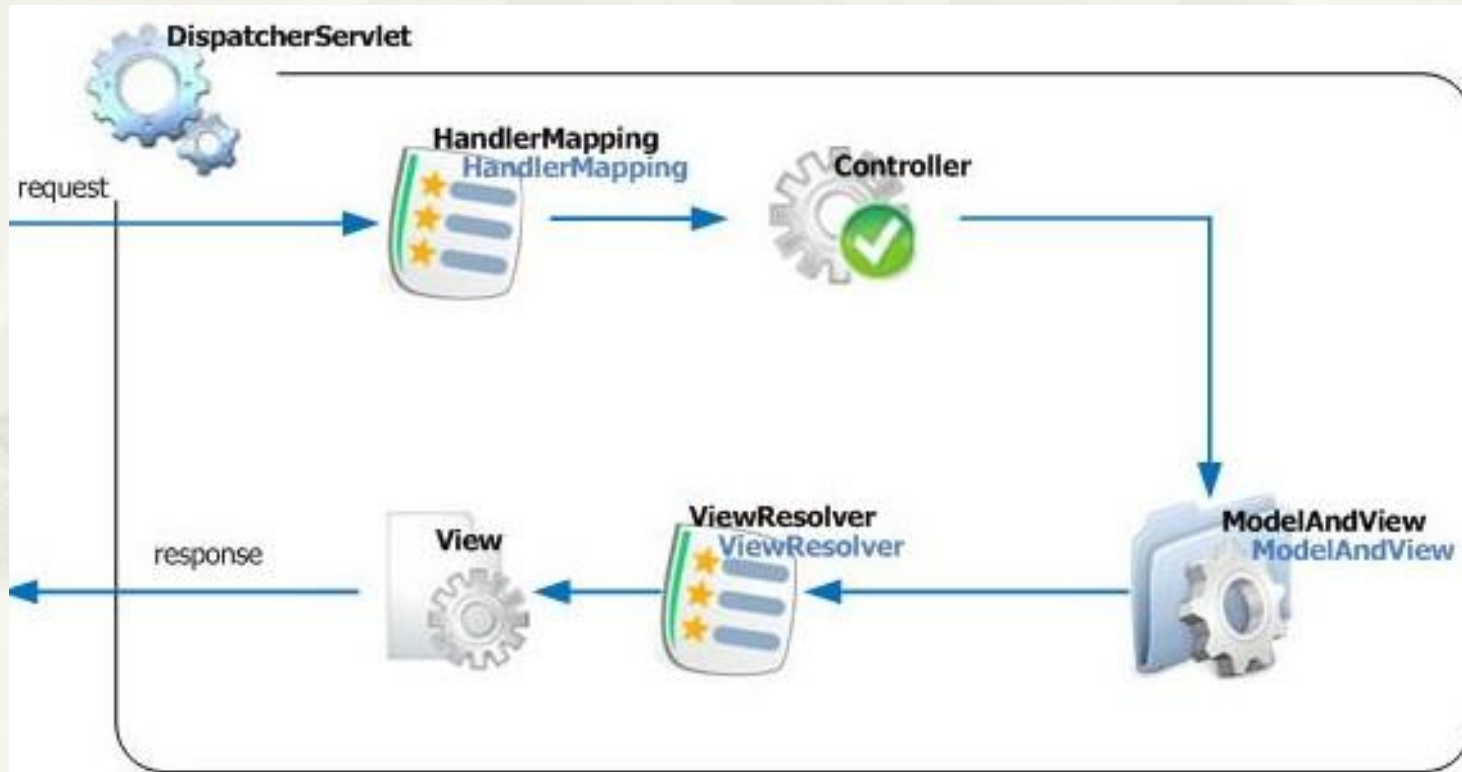 DispatcherServlet
HandlerMapping
HandlerMapping
Controller
request
ModelAndView
ModelAndView
ViewResolver
ViewResolver
View
response